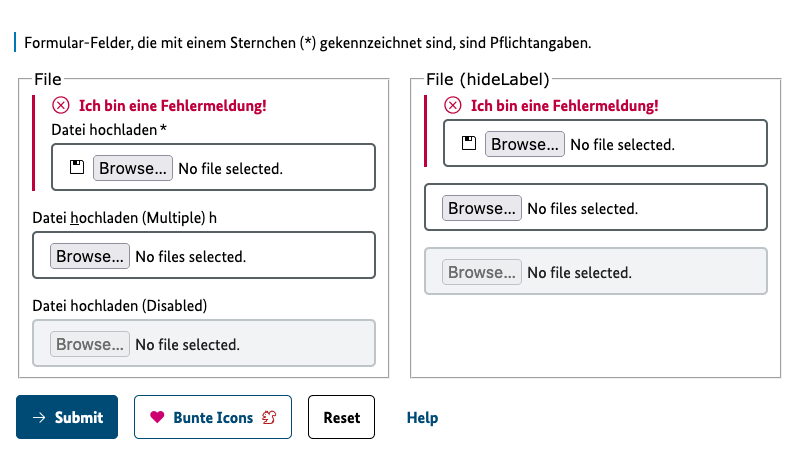 Formular-Felder, die mit einem Sternchen (*) gekennzeichnet sind, sind Pflichtangaben.
File
Ich bin eine Fehlermeldung!
Datei hochladen*
Browse... No file selected.
Datei hochladen (Multiple) h
Browse... No files selected.
Datei hochladen (Disabled)
Browse... No file selected.
File (hideLabel)
Ich bin eine Fehlermeldung!
Browse... No file selected.
Browse... No files selected.
Browse... No file selected.
Submit Bunte Icons Reset Help